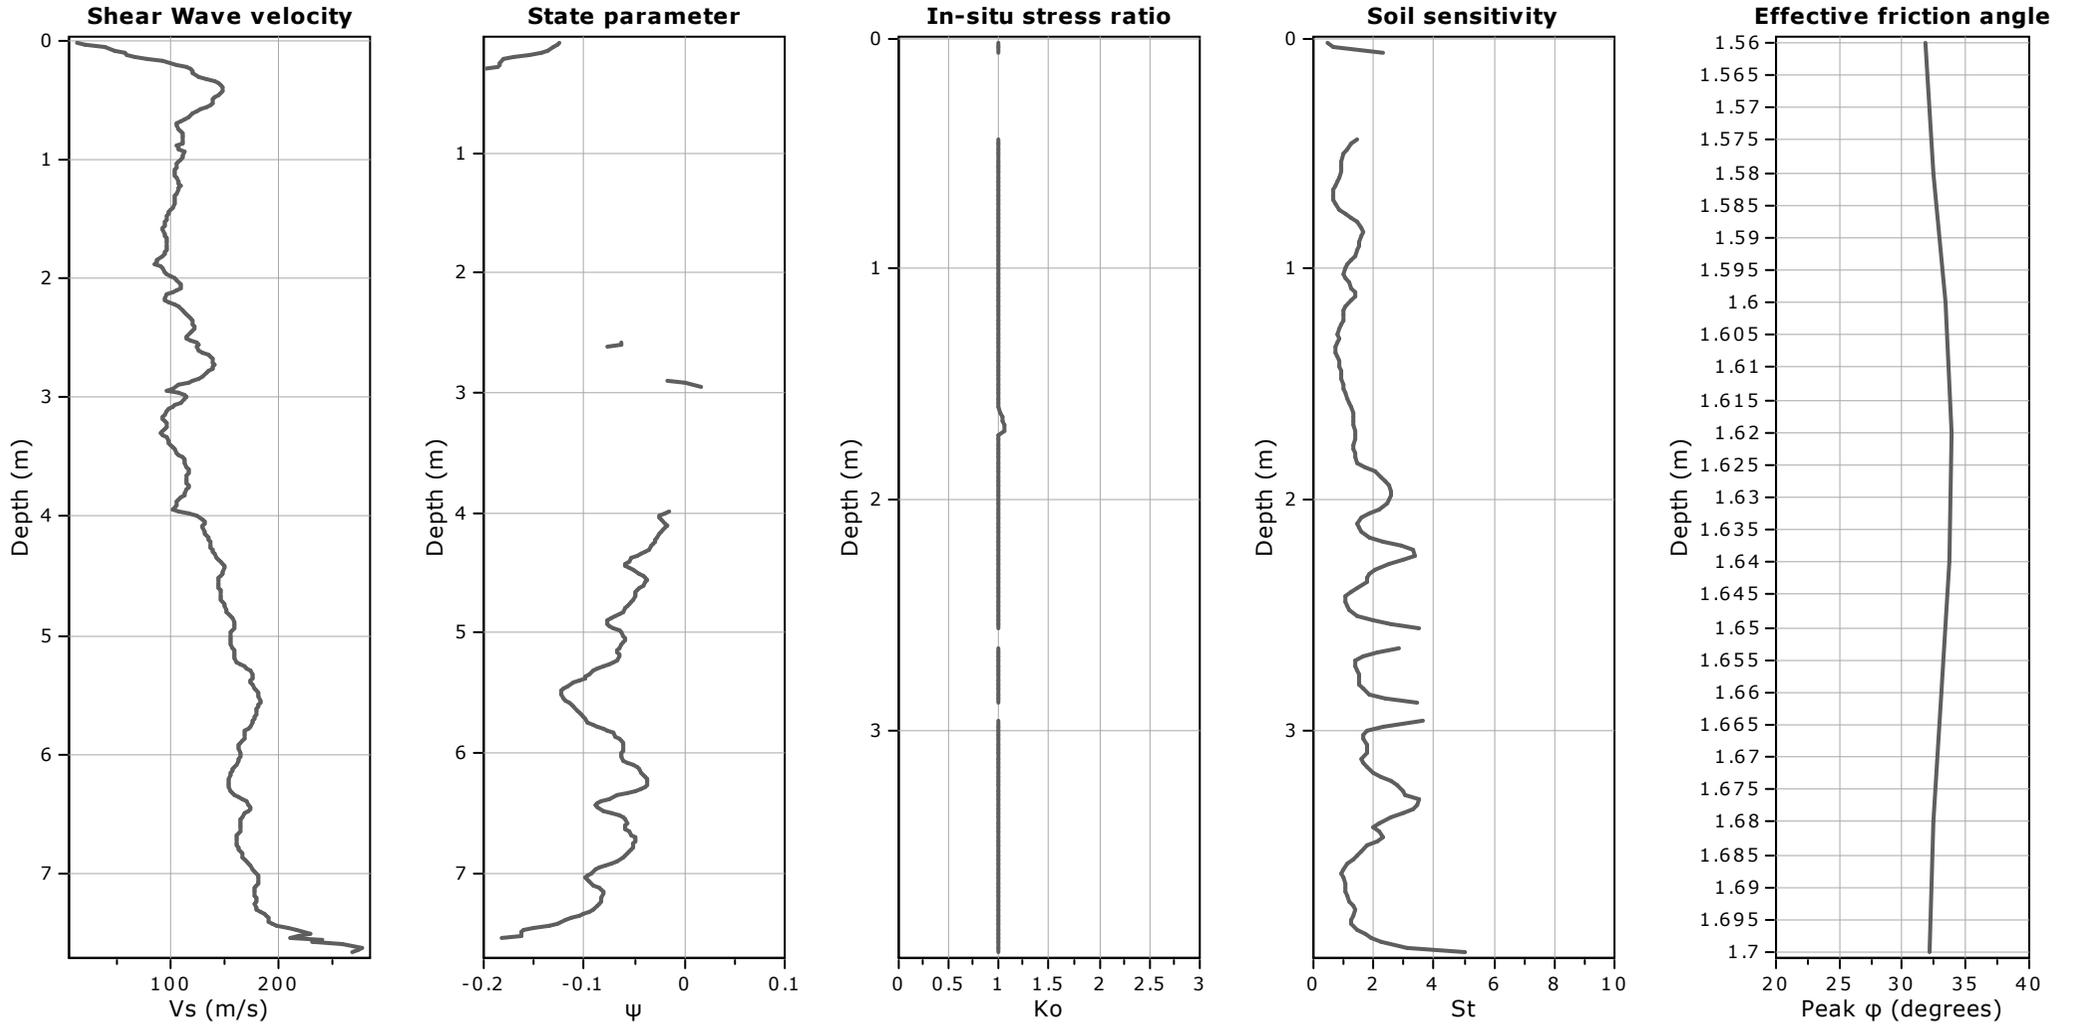 Shear Wave velocity
0
1
2
3
4
5
6
7
Depth (m)
100 200
Vs (m/s)
State parameter
1
2
3
4
5
6
7
Depth (m)
-0.2 -0.1 0 0.1
ψ
In-situ stress ratio
0
1
2
3
Depth (m)
0 0.5 1 1.5 2 2.5 3
Ko
Soil sensitivity
0
1
2
3
Depth (m)
0 2 4 6 8 10
St
Effective friction angle
1.56
1.565
1.57
1.575
1.58
1.585
1.59
1.595
1.6
1.605
1.61
1.615
1.62
1.625
1.63
1.635
1.64
1.645
1.65
1.655
1.66
1.665
1.67
1.675
1.68
1.685
1.69
1.695
1.7
Depth (m)
20 25 30 35 40
Peak φ (degrees)